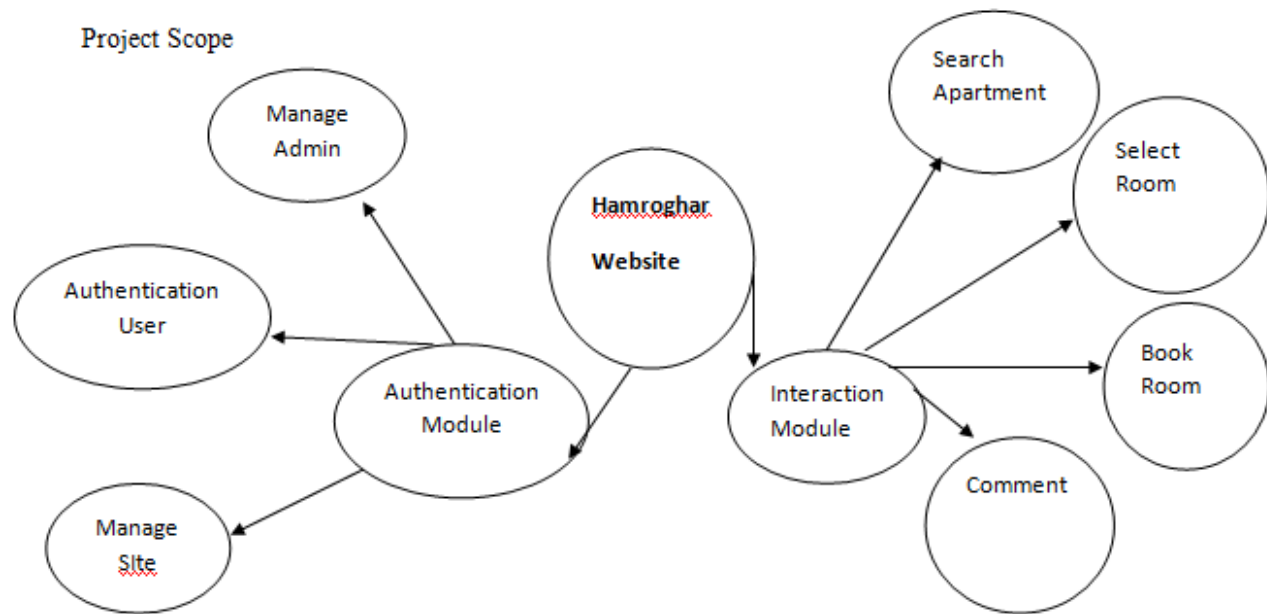 Project Scope
Manage
Admin
Authentication
User
Authentication
Module
Manage
SIte
Hamroghar
Website
Interaction
Module
Search
Apartment
Select
Room
Book
Room
Comment